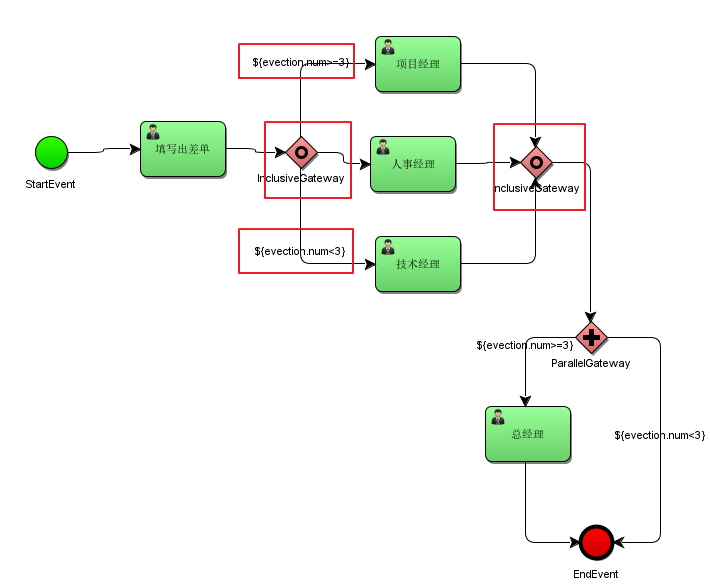 ${evection.num>=3}
项目经理
填写出差单
人事经理
StartEvent
InclusiveGateway
nclusiveGateway
${evection.num<3}
技术经理
${evection.num>=3}
ParallelGateway
总经理
${evection.num<3}
EndEvent